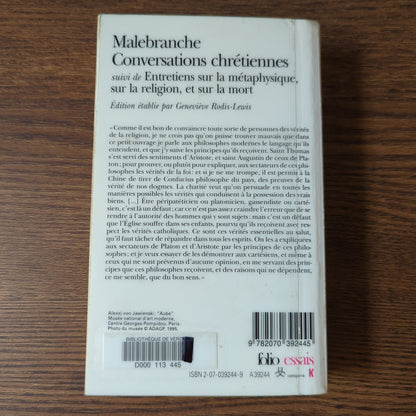 Malebranche
Conversations chrétiennes
suivi de Entretiens sur la métaphysique,
sur la religion, et sur la mort
Édition établie par Geneviève Rodis-Lewis
« Comme il est bon de convaincre toute sorte de personnes des vérités
de la religion, je ne crois pas qu'on puisse trouver mauvais que dans
ce petit ouvrage je parle aux philosophes modernes le langage qu'ils
entendent, et que j'y suive les principes qu'ils reçoivent. Saint Thomas
s'est servi des sentiments d'Aristote, et saint Augustin de ceux de Pla-
ton ; pour prouver, ou plutôt pour expliquer, aux sectateurs de ces phi-
losophes les vérités de la foi : et si je ne me trompe, il est permis à la
Chine de tirer de Confucius philosophe du pays, des preuves de la
vérité de nos dogmes. La charité veut qu'on persuade en toutes les
manières possibles les vérités qui conduisent à la possession des vrais
biens. [...] Être péripatéticien ou platonicien, gassendiste ou carté-
sien, c'est là un défaut ; car ce n'est pas assez craindre l'erreur que de se
rendre à l'autorité des hommes qui y sont sujets : mais c'est un défaut
que l'Église souffre dans ses enfants, pourvu qu'ils reçoivent avec res-
pect les vérités catholiques. Ce sont ces vérités essentielles au salut,
qu'il faut tâcher de répandre dans tous les esprits. On les a expliquées
aux sectateurs de Platon et d'Aristote par les principes de ces philo-
sophes ; et je veux essayer de les démontrer aux cartésiens, et même à
ceux qui ne sont prévenus d'aucune opinion, en me servant des prin-
cipes que ces philosophes reçoivent, et des raisons qui ne dépendent,
ce me semble, que du bon sens. »
Alexej von Jawlensky : "Aube"
Musée national d'art moderne,
Centre Georges Pompidou, Paris.
Photo du musée © ADAGP, 1995.
BIBLIOTHÈQUE DE VERD
D000 113 445
9 782070 392445
folio essais
ISBN 2-07-039244-9 A 39244 catégorie K